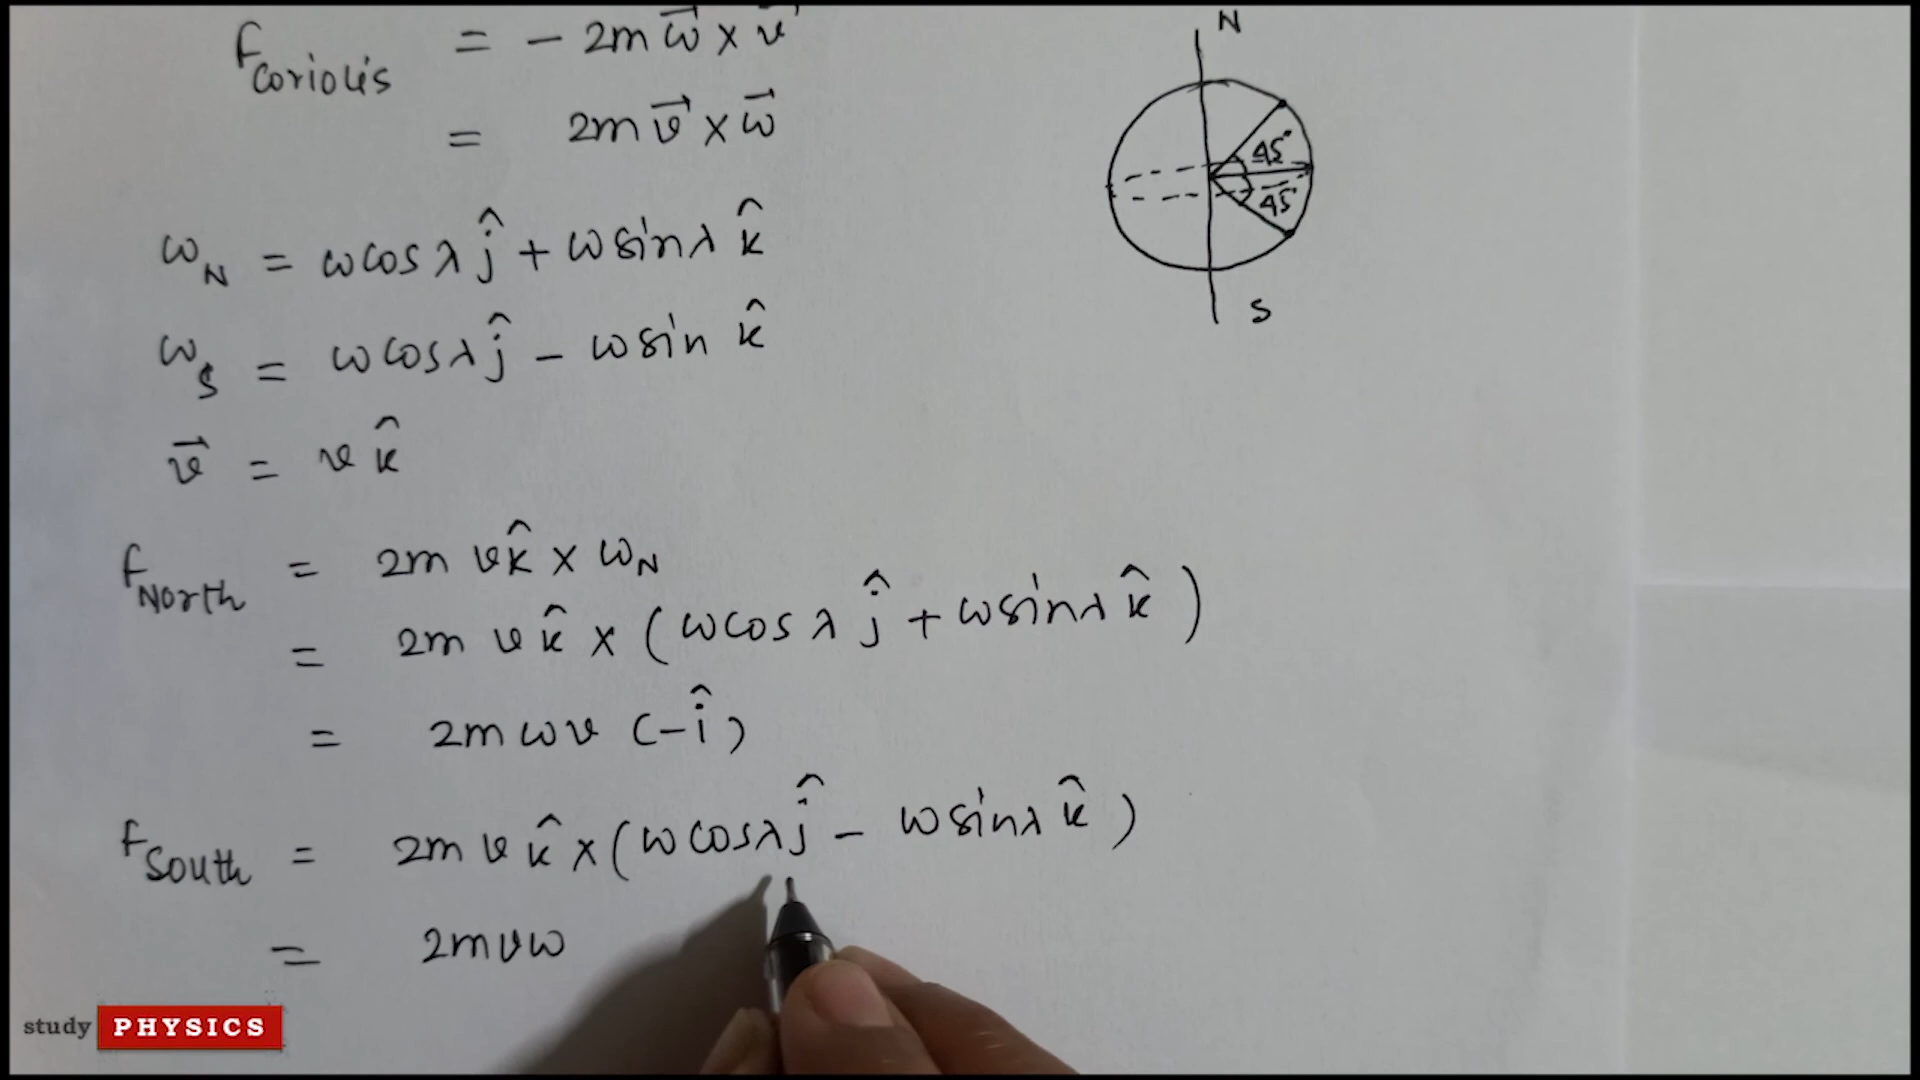 F_Coriolis = - 2m ω⃗ × v⃗
= 2m v⃗ × ω⃗
ω_N = ω cos λ ĵ + ω sin λ k̂
ω_S = ω cos λ ĵ - ω sin k̂
v⃗ = v k̂
F_North = 2m v k̂ × ω_N
= 2m v k̂ × (ω cos λ ĵ + ω sin λ k̂)
= 2m ω v (-î)
F_South = 2m v k̂ × (ω cos λ ĵ - ω sin λ k̂)
= 2m v ω
N
45°
45°
S
study PHYSICS